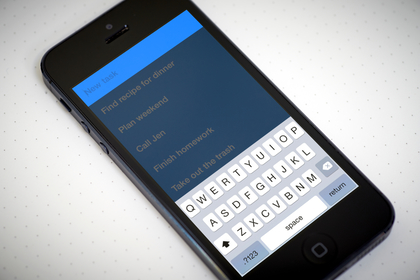 New task
Find recipe for dinner
Plan weekend
Call Jen
Finish homework
Take out the trash
Q W E R T Y U I O P
A S D F G H J K L
Z X C V B N M
.?123 space return